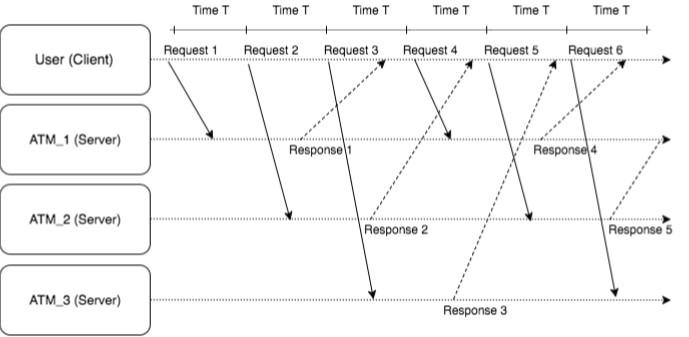 Time T Time T Time T Time T Time T Time T
Request 1 Request 2 Request 3 Request 4 Request 5 Request 6
User (Client)
ATM_1 (Server)
Response 1 Response 4
ATM_2 (Server)
Response 2 Response 5
ATM_3 (Server)
Response 3